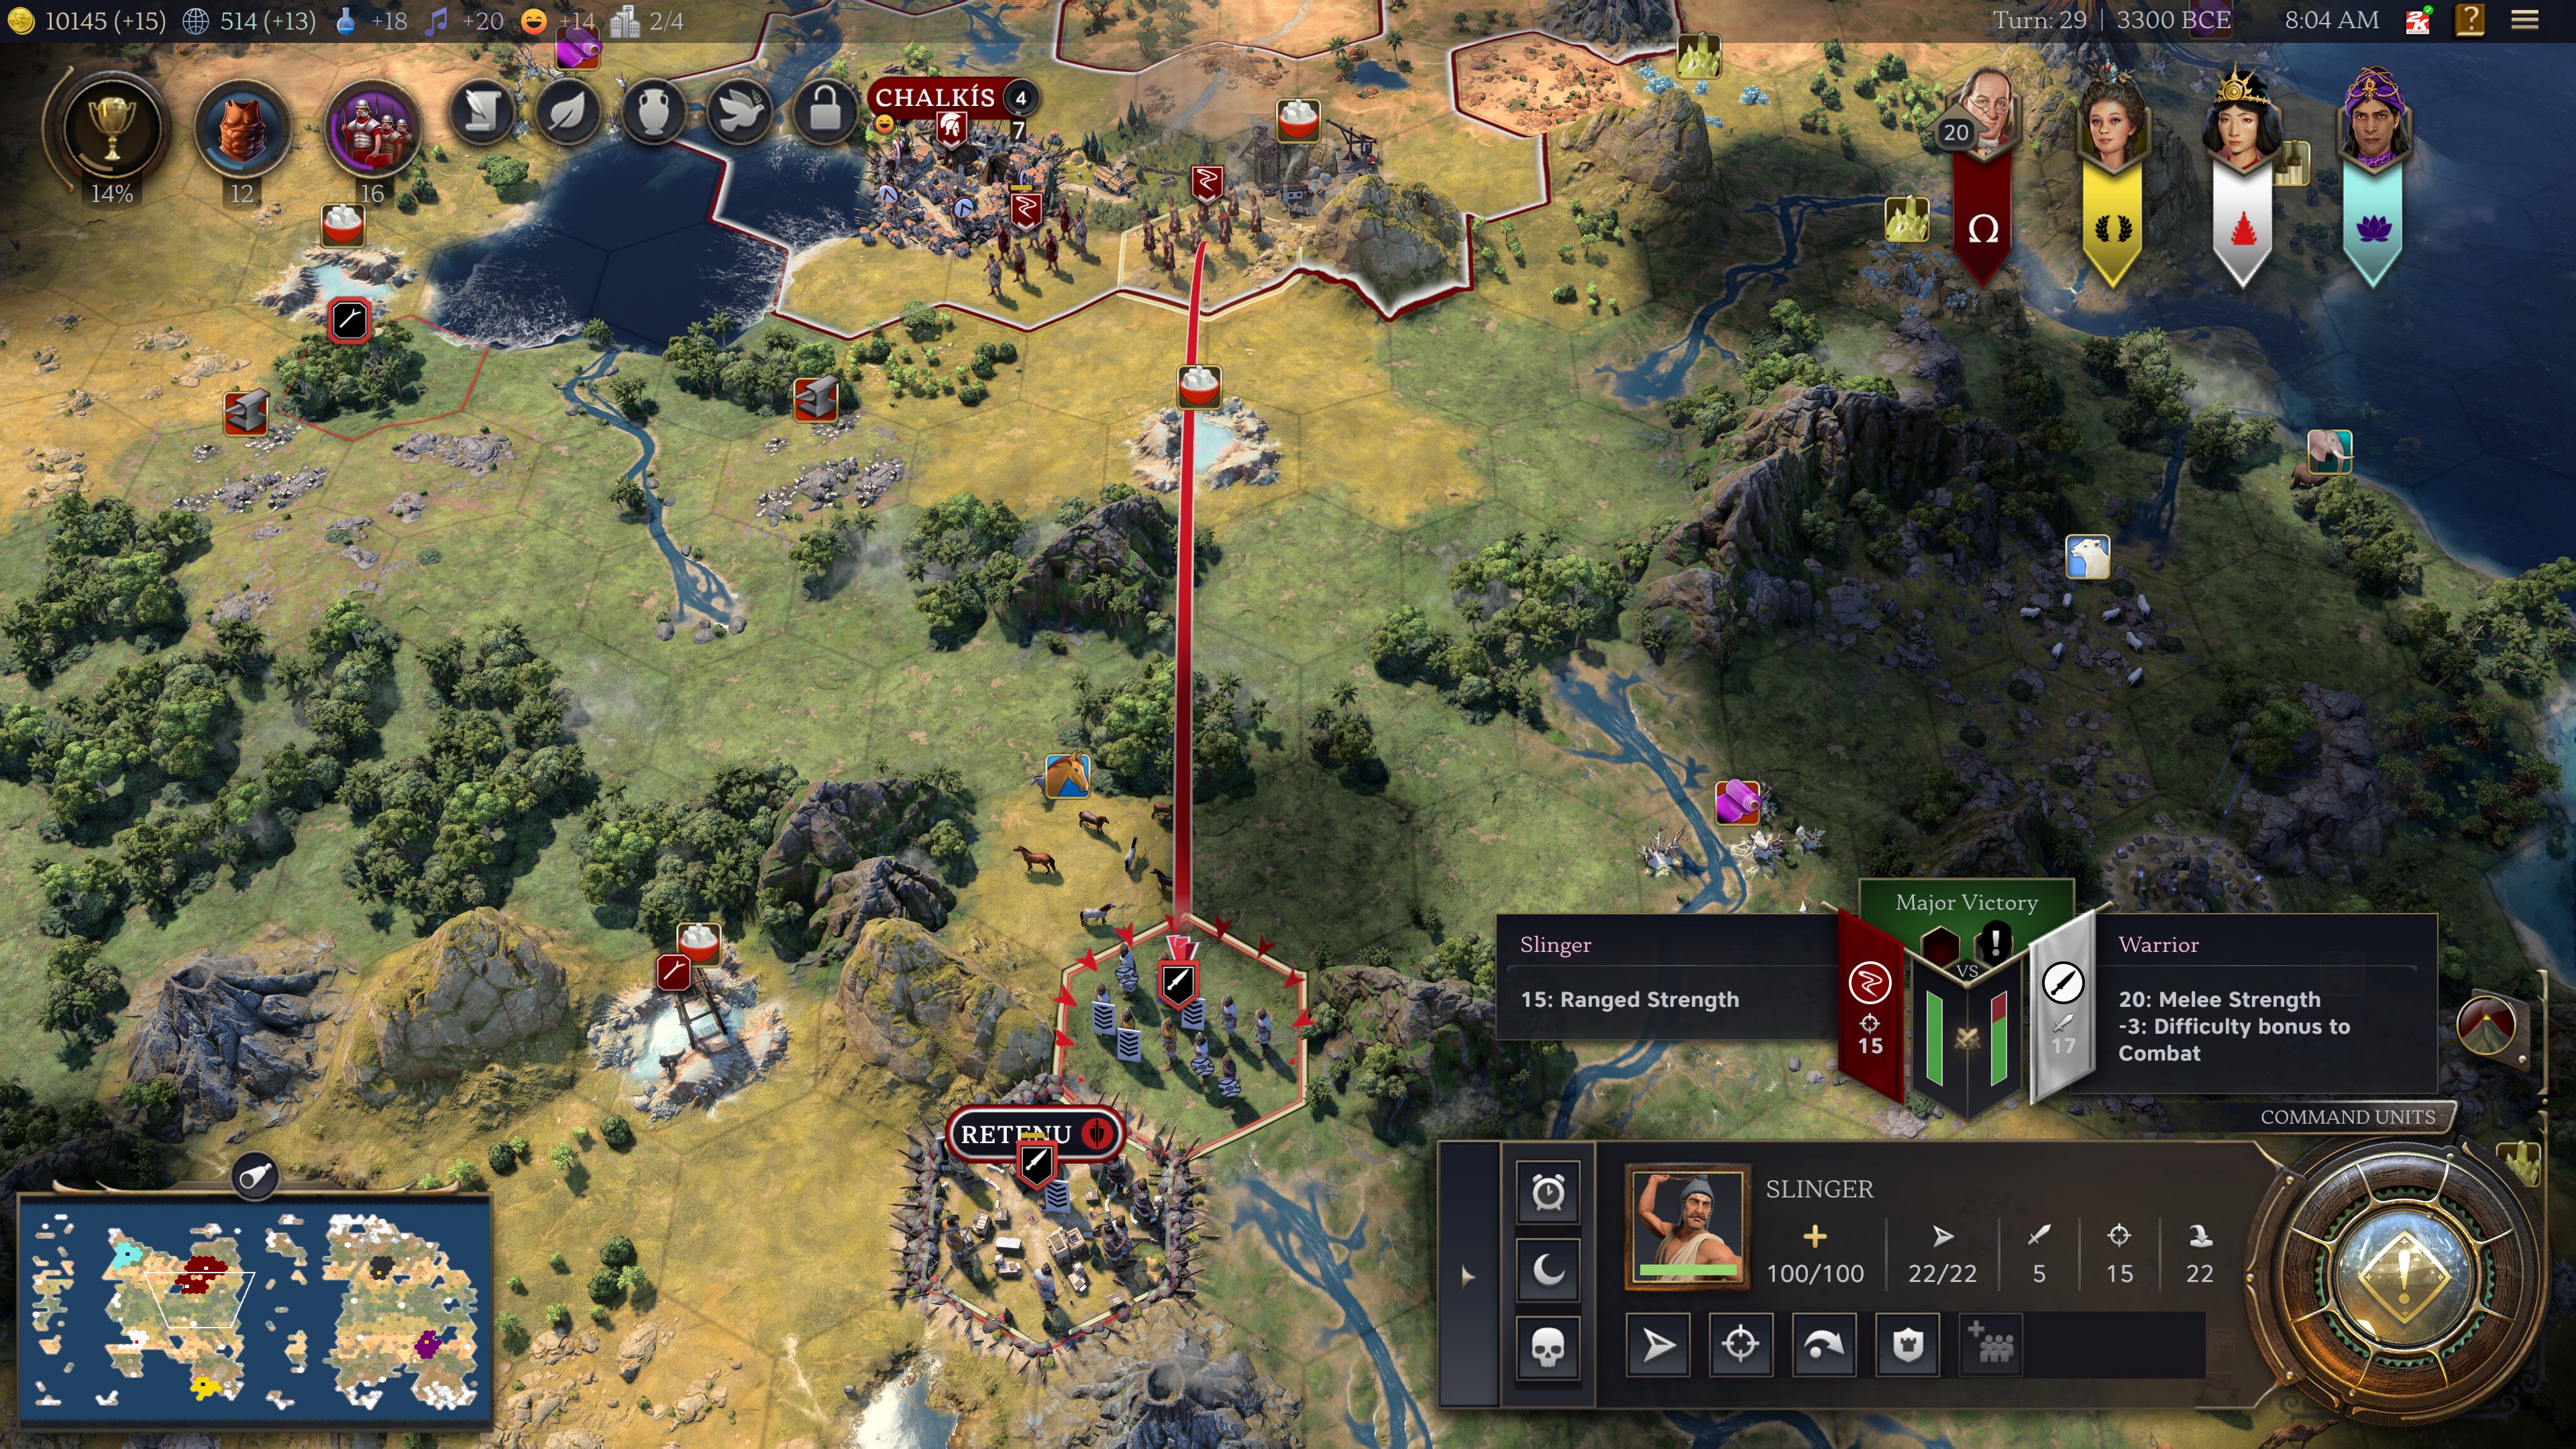 10145 (+15) 514 (+13) +18 +20 +14 2/4
Turn: 29 | 3300 BCE 8:04 AM
2K
?
14%
12
16
CHALKÍS 4
7
20
Ω
Major Victory
VS
Slinger
15: Ranged Strength
15
17
Warrior
20: Melee Strength
-3: Difficulty bonus to
Combat
COMMAND UNITS
RETENU
SLINGER
100/100 22/22 5 15 22